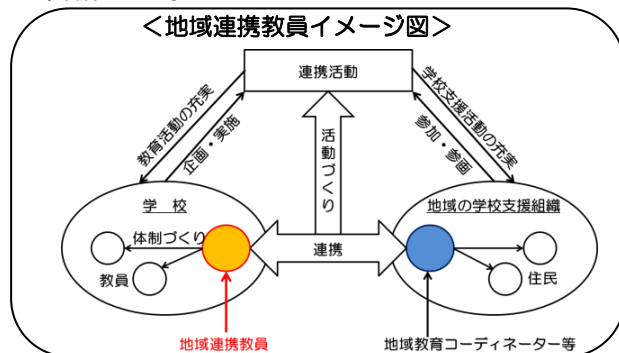 ＜地域連携教員イメージ図＞
連携活動
教育活動の充実
企画・実施
学校支援活動の充実
参加・参画
活動づくり
学　校
地域の学校支援組織
体制づくり
連携
教員
住民
地域連携教員
地域教育コーディネーター等